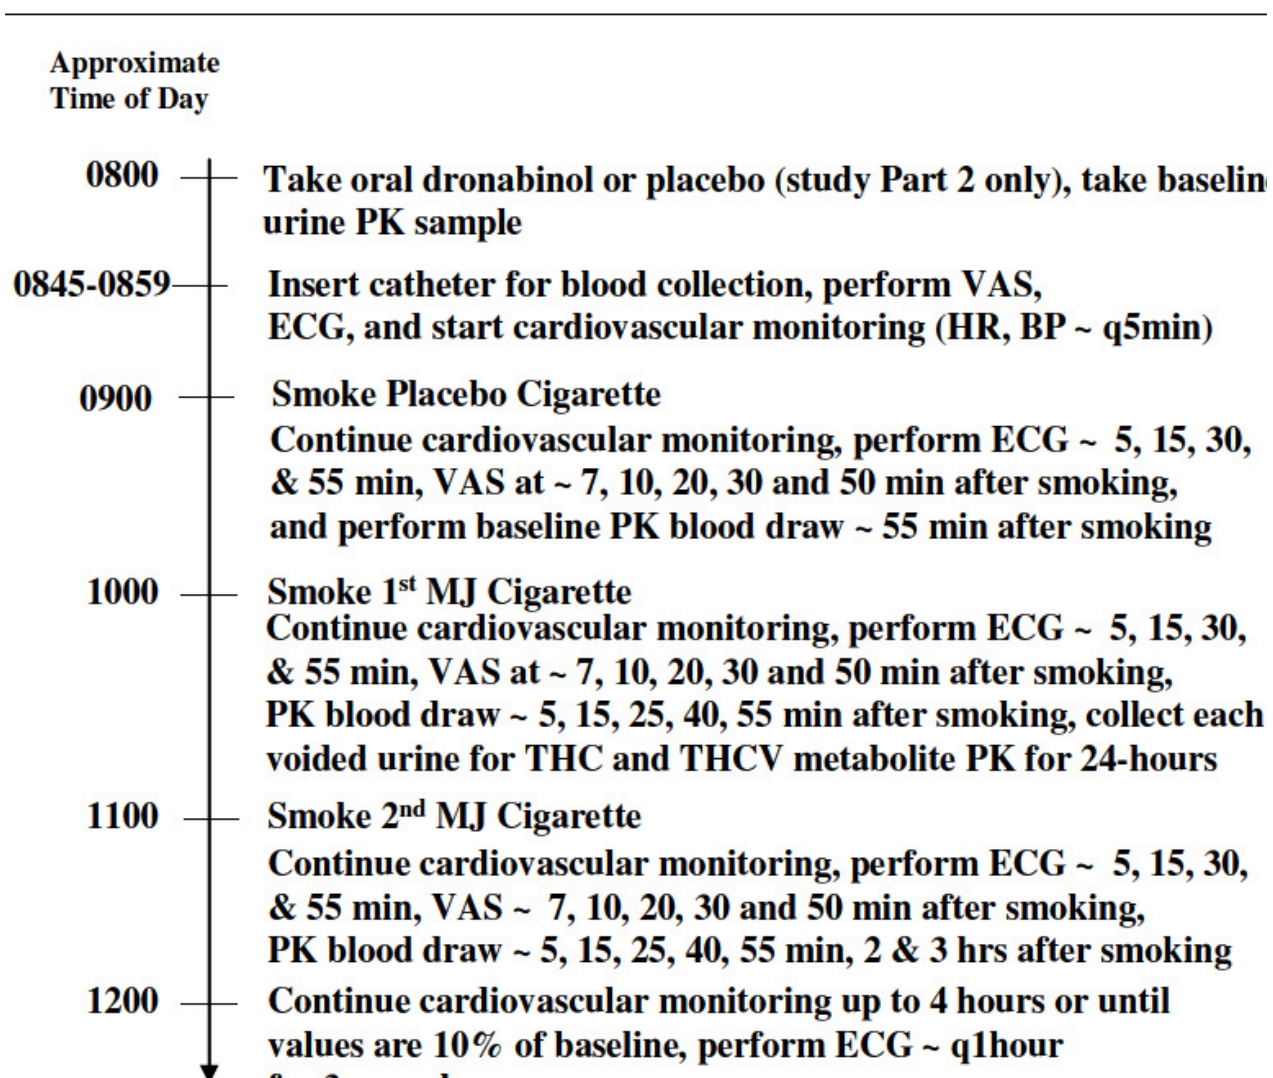 Approximate
Time of Day
0800 Take oral dronabinol or placebo (study Part 2 only), take
urine PK sample
0845-0859 Insert catheter for blood collection, perform VAS,
ECG, and start cardiovascular monitoring (HR, BP ~ q5min)
0900 Smoke Placebo Cigarette
Continue cardiovascular monitoring, perform ECG ~ 5, 15, 30,
& 55 min, VAS at ~ 7, 10, 20, 30 and 50 min after smoking,
and perform baseline PK blood draw ~ 55 min after smoking
1000 Smoke 1st MJ Cigarette
Continue cardiovascular monitoring, perform ECG ~ 5, 15, 30,
& 55 min, VAS at ~ 7, 10, 20, 30 and 50 min after smoking,
PK blood draw ~ 5, 15, 25, 40, 55 min after smoking, collect each
voided urine for THC and THCV metabolite PK for 24-hours
1100 Smoke 2nd MJ Cigarette
Continue cardiovascular monitoring, perform ECG ~ 5, 15, 30,
& 55 min, VAS ~ 7, 10, 20, 30 and 50 min after smoking,
PK blood draw ~ 5, 15, 25, 40, 55 min, 2 & 3 hrs after smoking
1200 Continue cardiovascular monitoring up to 4 hours or until
values are 10% of baseline, perform ECG ~ q1hour